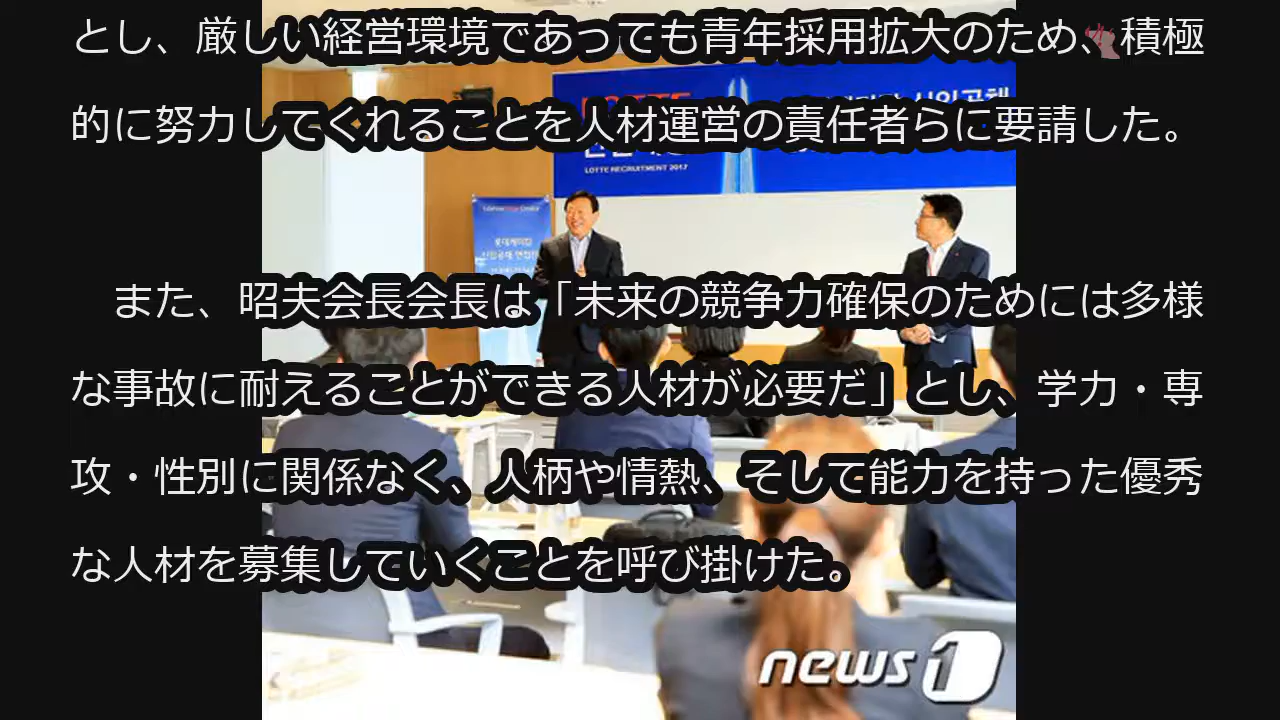 とし、厳しい経営環境であっても青年採用拡大のため、積極
的に努力してくれることを人材運営の責任者らに要請した。
LOTTE RECRUITMENT 2017
また、昭夫会長会長は「未来の競争力確保のためには多様
な事故に耐えることができる人材が必要だ」とし、学力・専
攻・性別に関係なく、人柄や情熱、そして能力を持った優秀
な人材を募集していくことを呼び掛けた。
news1